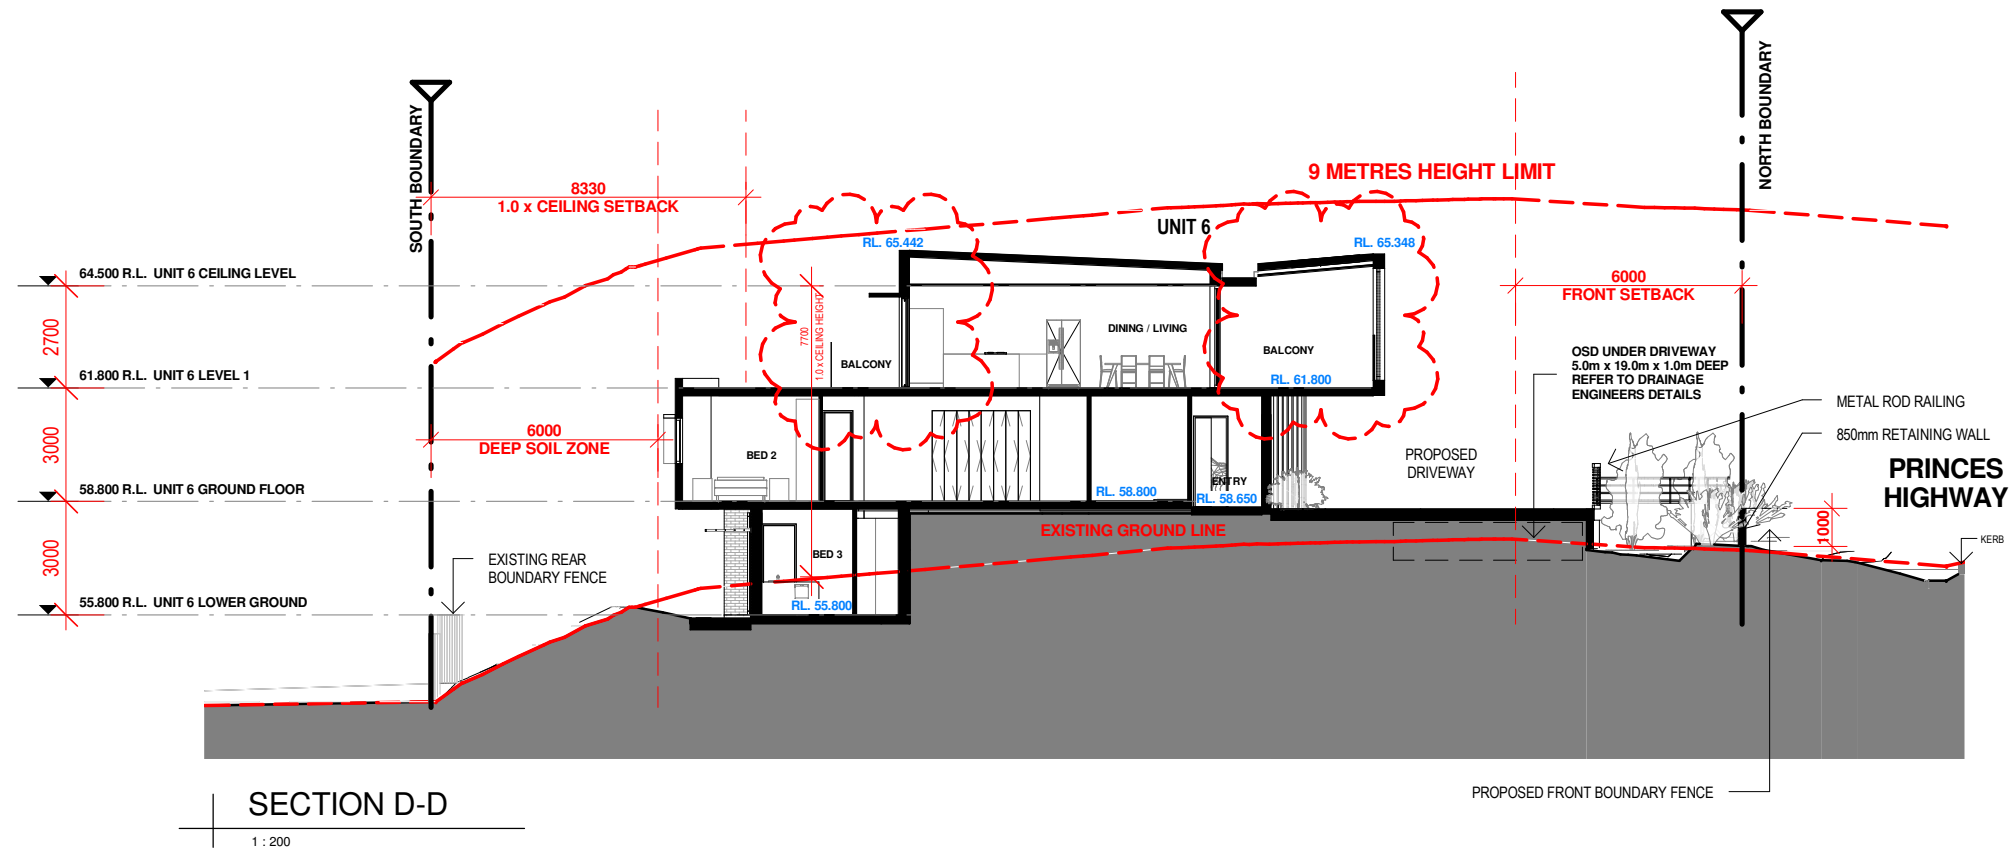 SOUTH BOUNDARY
NORTH BOUNDARY
9 METRES HEIGHT LIMIT
8330
1.0 x CEILING SETBACK
UNIT 6
RL. 65.442
RL. 65.348
64.500 R.L.  UNIT 6 CEILING LEVEL
6000
FRONT SETBACK
2700
7700
1.0 x CEILING HEIGHT
DINING / LIVING
BALCONY
BALCONY
OSD UNDER DRIVEWAY
5.0m x 19.0m x 1.0m DEEP
REFER TO DRAINAGE
ENGINEERS DETAILS
61.800 R.L.  UNIT 6 LEVEL 1
RL. 61.800
METAL ROD RAILING
850mm RETAINING WALL
6000
DEEP SOIL ZONE
3000
BED 2
PROPOSED
DRIVEWAY
PRINCES
HIGHWAY
58.800 R.L.  UNIT 6 GROUND FLOOR
RL. 58.800
ENTRY
RL. 58.650
EXISTING GROUND LINE
1000
KERB
3000
BED 3
EXISTING REAR
BOUNDARY FENCE
55.800 R.L.  UNIT 6 LOWER GROUND
RL. 55.800
PROPOSED FRONT BOUNDARY FENCE
SECTION D-D
1 : 200